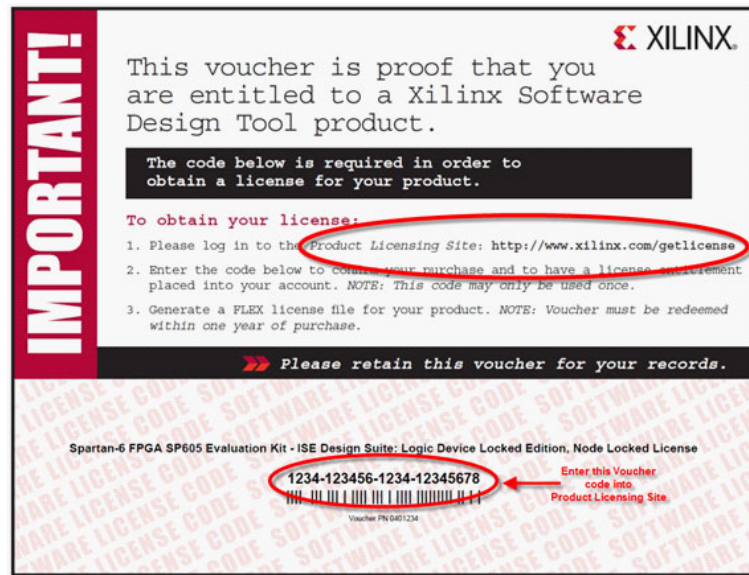 IMPORTANT!
XILINX®
This voucher is proof that you
are entitled to a Xilinx Software
Design Tool product.
The code below is required in order to
obtain a license for your product.
To obtain your license:
1. Please log in to the Product Licensing Site: http://www.xilinx.com/getlicense
2. Enter the code below to confirm your purchase and to have a license entitlement
placed into your account. NOTE: This code may only be used once.
3. Generate a FLEX license file for your product. NOTE: Voucher must be redeemed
within one year of purchase.
Please retain this voucher for your records.
Spartan-6 FPGA SP605 Evaluation Kit - ISE Design Suite: Logic Device Locked Edition, Node Locked License
1234-123456-1234-12345678
Enter this Voucher
code into
Product Licensing Site
Voucher PN 0401234